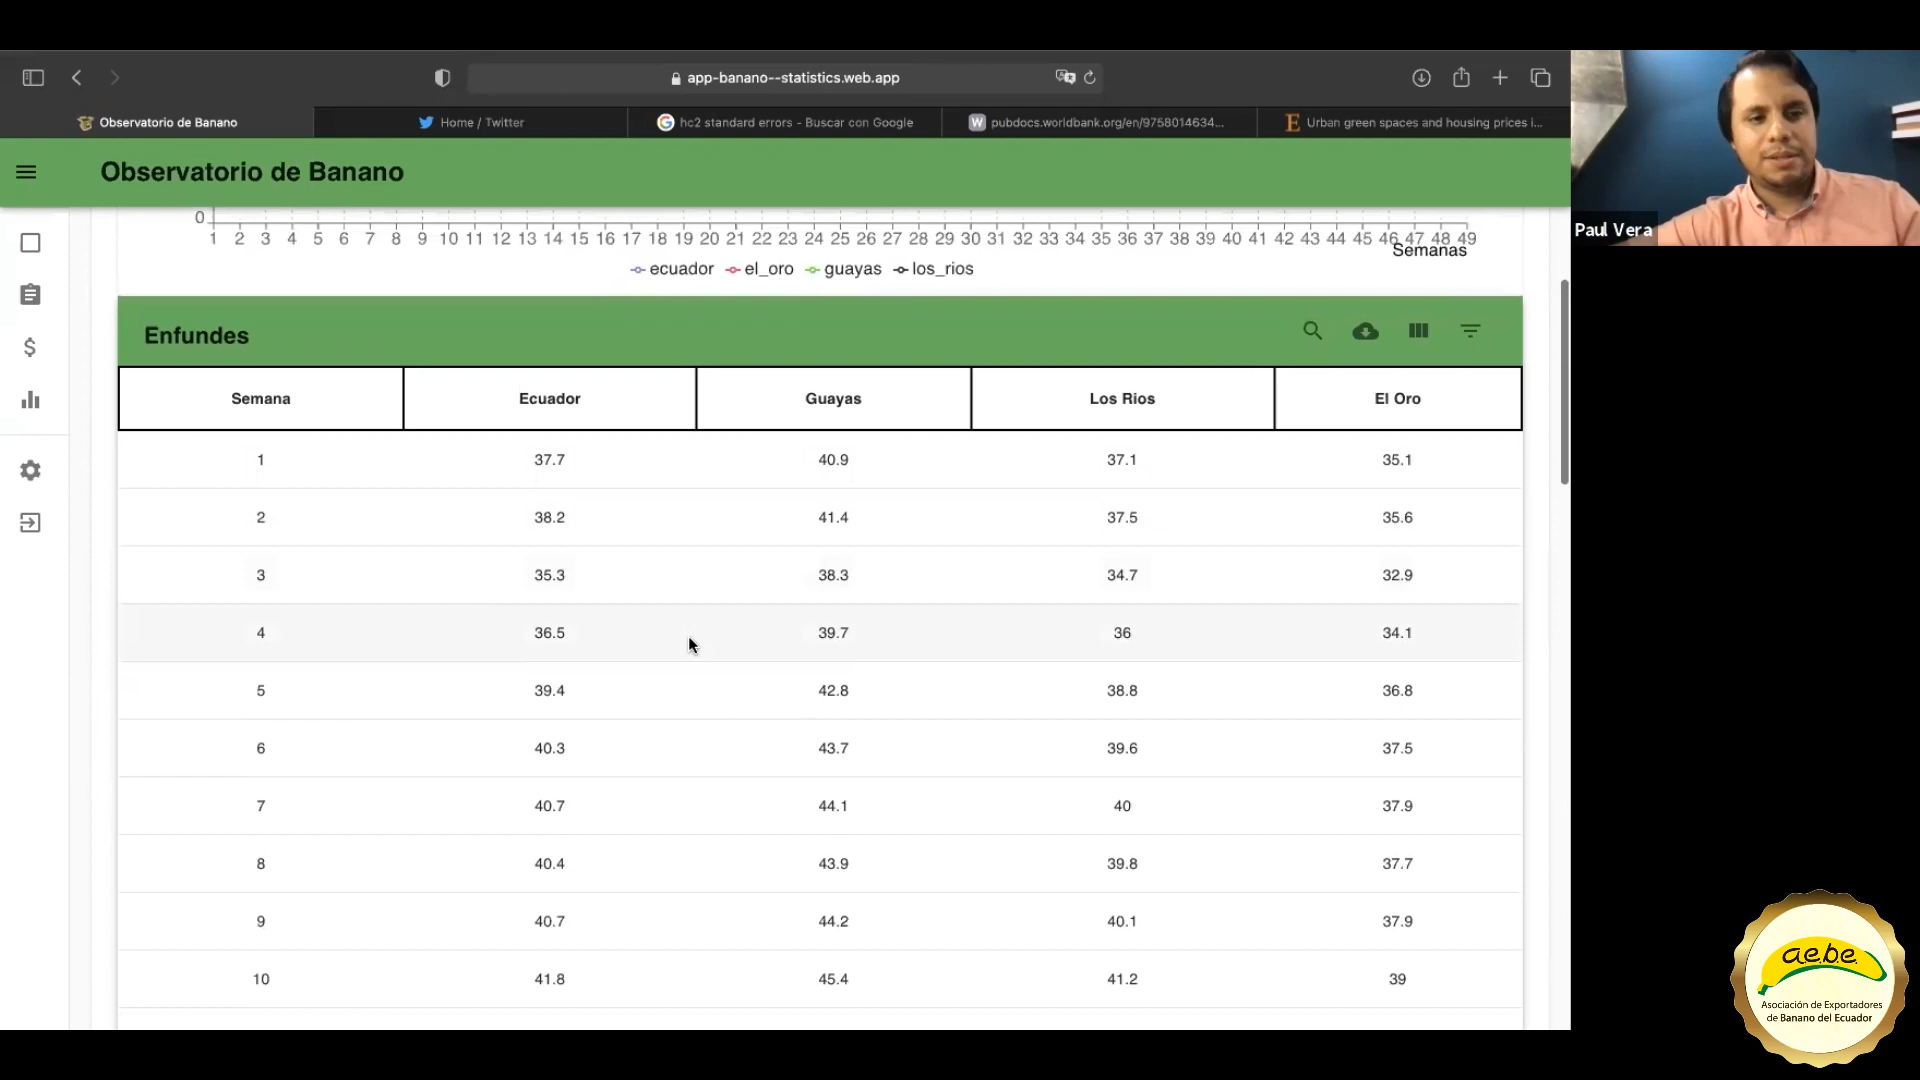 app-banano--statistics.web.app
Observatorio de Banano
Home / Twitter
hc2 standard errors - Buscar con Google
pubdocs.worldbank.org/en/9758014634...
Urban green spaces and housing prices i...
Observatorio de Banano
Paul Vera
0
1 2 3 4 5 6 7 8 9 10 11 12 13 14 15 16 17 18 19 20 21 22 23 24 25 26 27 28 29 30 31 32 33 34 35 36 37 38 39 40 41 42 43 44 45 46 47 48 49
Semanas
ecuador el_oro guayas los_rios
Enfundes
Semana Ecuador Guayas Los Rios El Oro
1 37.7 40.9 37.1 35.1
2 38.2 41.4 37.5 35.6
3 35.3 38.3 34.7 32.9
4 36.5 39.7 36 34.1
5 39.4 42.8 38.8 36.8
6 40.3 43.7 39.6 37.5
7 40.7 44.1 40 37.9
8 40.4 43.9 39.8 37.7
9 40.7 44.2 40.1 37.9
10 41.8 45.4 41.2 39
a.e.b.e.
Asociación de Exportadores
de Banano del Ecuador